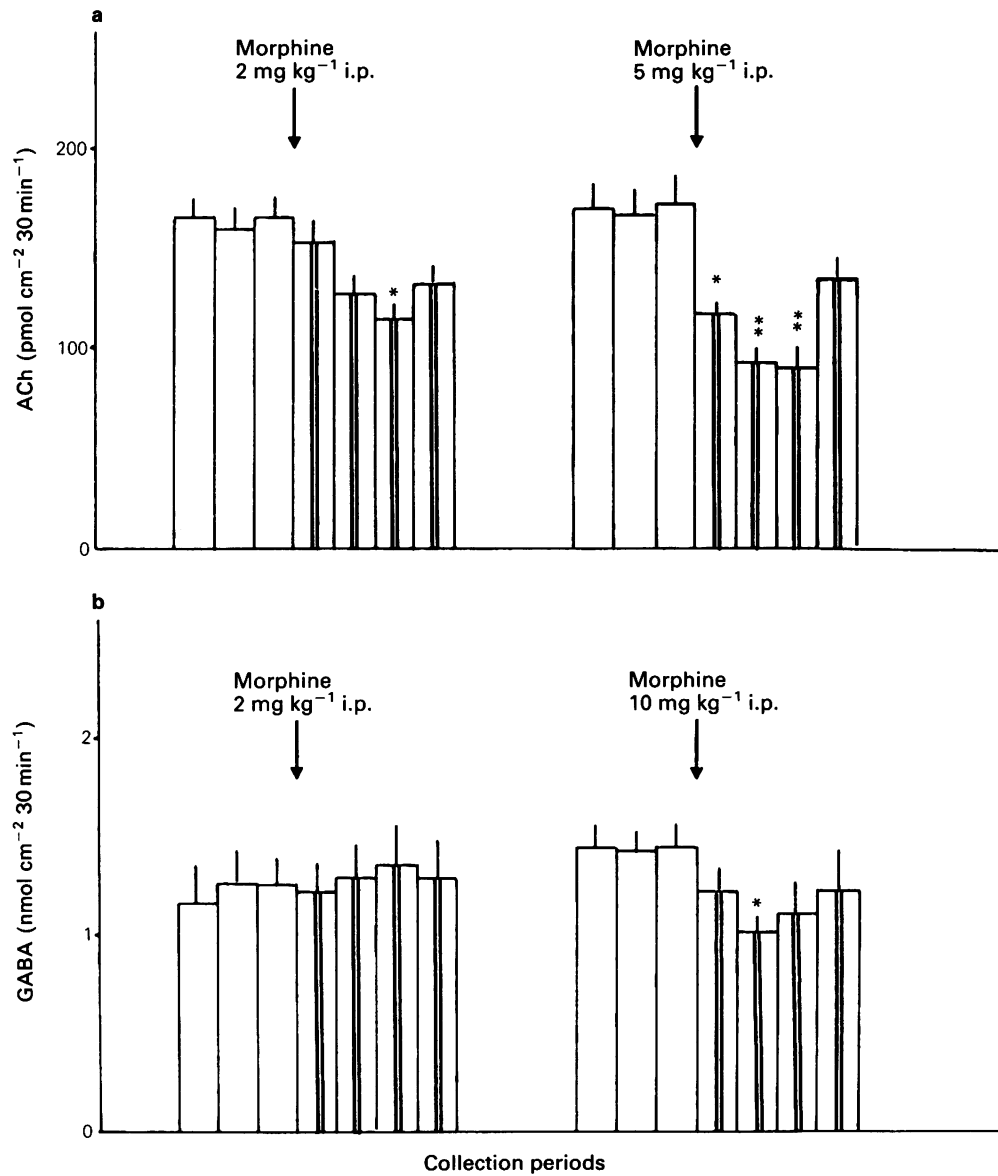 a
Morphine
2 mg kg⁻¹ i.p.
Morphine
5 mg kg⁻¹ i.p.
ACh (pmol cm⁻² 30 min⁻¹)
200
100
0
*
*
**
**
b
Morphine
2 mg kg⁻¹ i.p.
Morphine
10 mg kg⁻¹ i.p.
GABA (nmol cm⁻² 30 min⁻¹)
2
1
0
*
Collection periods